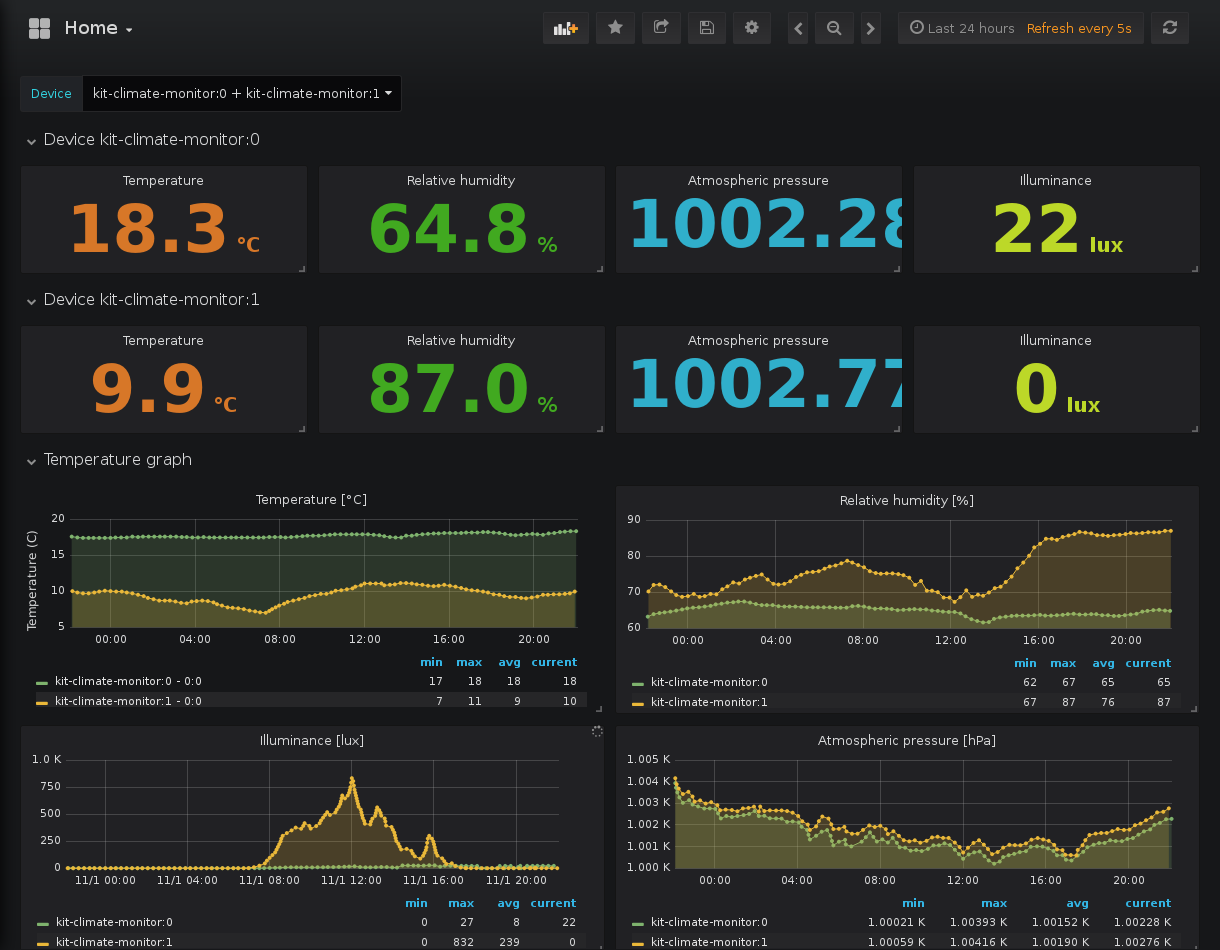 Home
Last 24 hours Refresh every 5s
Device kit-climate-monitor:0 + kit-climate-monitor:1
Device kit-climate-monitor:0
Temperature Relative humidity Atmospheric pressure Illuminance
18.3 °C 64.8 % 1002.28 22 lux
Device kit-climate-monitor:1
Temperature Relative humidity Atmospheric pressure Illuminance
9.9 °C 87.0 % 1002.77 0 lux
Temperature graph
Temperature [°C]
Temperature (C)
20
15
10
5
00:00 04:00 08:00 12:00 16:00 20:00
min max avg current
kit-climate-monitor:0 - 0:0 17 18 18 18
kit-climate-monitor:1 - 0:0 7 11 9 10
Relative humidity [%]
90
80
70
60
00:00 04:00 08:00 12:00 16:00 20:00
min max avg current
kit-climate-monitor:0 62 67 65 65
kit-climate-monitor:1 67 87 76 87
Illuminance [lux]
1.0 K
750
500
250
0
11/1 00:00 11/1 04:00 11/1 08:00 11/1 12:00 11/1 16:00 11/1 20:00
min max avg current
kit-climate-monitor:0 0 27 8 22
kit-climate-monitor:1 0 832 239 0
Atmospheric pressure [hPa]
1.005 K
1.004 K
1.003 K
1.002 K
1.001 K
1.000 K
00:00 04:00 08:00 12:00 16:00 20:00
min max avg current
kit-climate-monitor:0 1.00021 K 1.00393 K 1.00152 K 1.00228 K
kit-climate-monitor:1 1.00059 K 1.00416 K 1.00190 K 1.00276 K